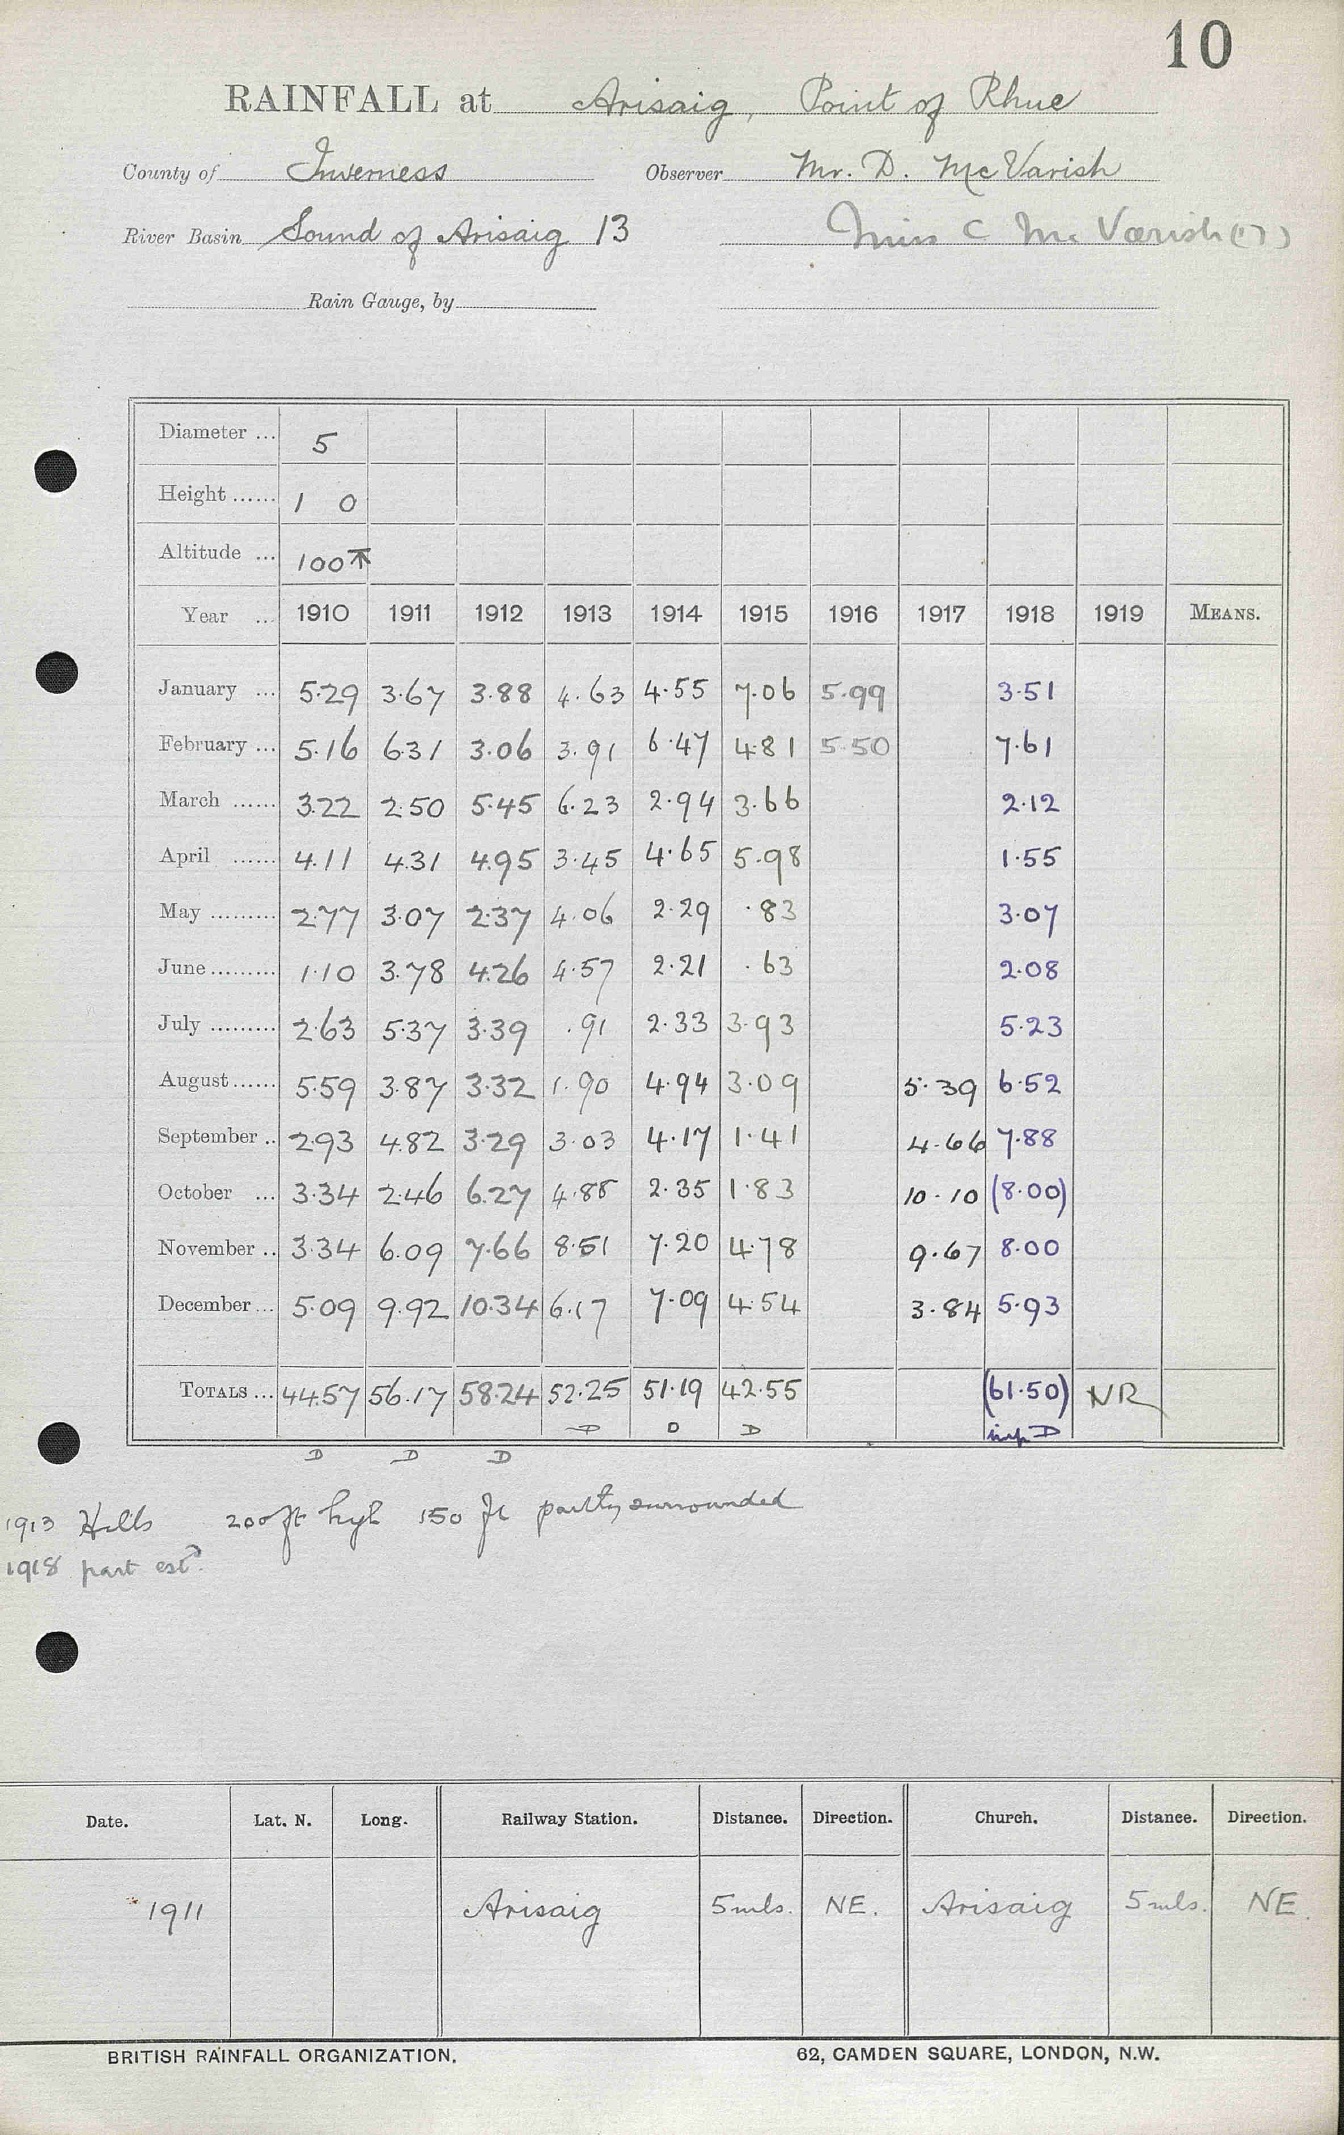 10
RAINFALL at Arisaig, Point of Rhue
County of Inverness Observer Mr. D. McVarish
River Basin Sound of Arisaig 13 Miss C McVarish (17)
Rain Gauge, by
Diameter ... 5
Height ...... 1 0
Altitude ... 100
Year ... 1910 1911 1912 1913 1914 1915 1916 1917 1918 1919 MEANS.
January ... 5.29 3.67 3.88 4.63 4.55 7.06 5.99 3.51
February ... 5.16 6.31 3.06 3.91 6.47 4.81 5.50 7.61
March ...... 3.22 2.50 5.45 6.23 2.94 3.66 2.12
April ...... 4.11 4.31 4.95 3.45 4.65 5.98 1.55
May ......... 2.77 3.07 2.37 4.06 2.29 .83 3.07
June ......... 1.10 3.78 4.26 4.57 2.21 .63 2.08
July ......... 2.63 5.37 3.39 .91 2.33 3.93 5.23
August ...... 5.59 3.87 3.32 1.90 4.94 3.09 5.39 6.52
September .. 2.93 4.82 3.29 3.03 4.17 1.41 4.66 7.88
October ... 3.34 2.46 6.27 4.88 2.35 1.83 10.10 (8.00)
November .. 3.34 6.09 7.66 8.51 7.20 4.78 9.67 8.00
December ... 5.09 9.92 10.34 6.17 7.09 4.54 3.84 5.93
TOTALS ... 44.57 56.17 58.24 52.25 51.19 42.55 (61.50) NR
D D D imp D
D D D
1913 Hills 200 ft high 150 ft partly surrounded
1918 part estd.
Date. Lat. N. Long. Railway Station. Distance. Direction. Church. Distance. Direction.
1911 Arisaig 5 mls. NE. Arisaig 5 mls. NE.
BRITISH RAINFALL ORGANIZATION. 62, CAMDEN SQUARE, LONDON, N.W.